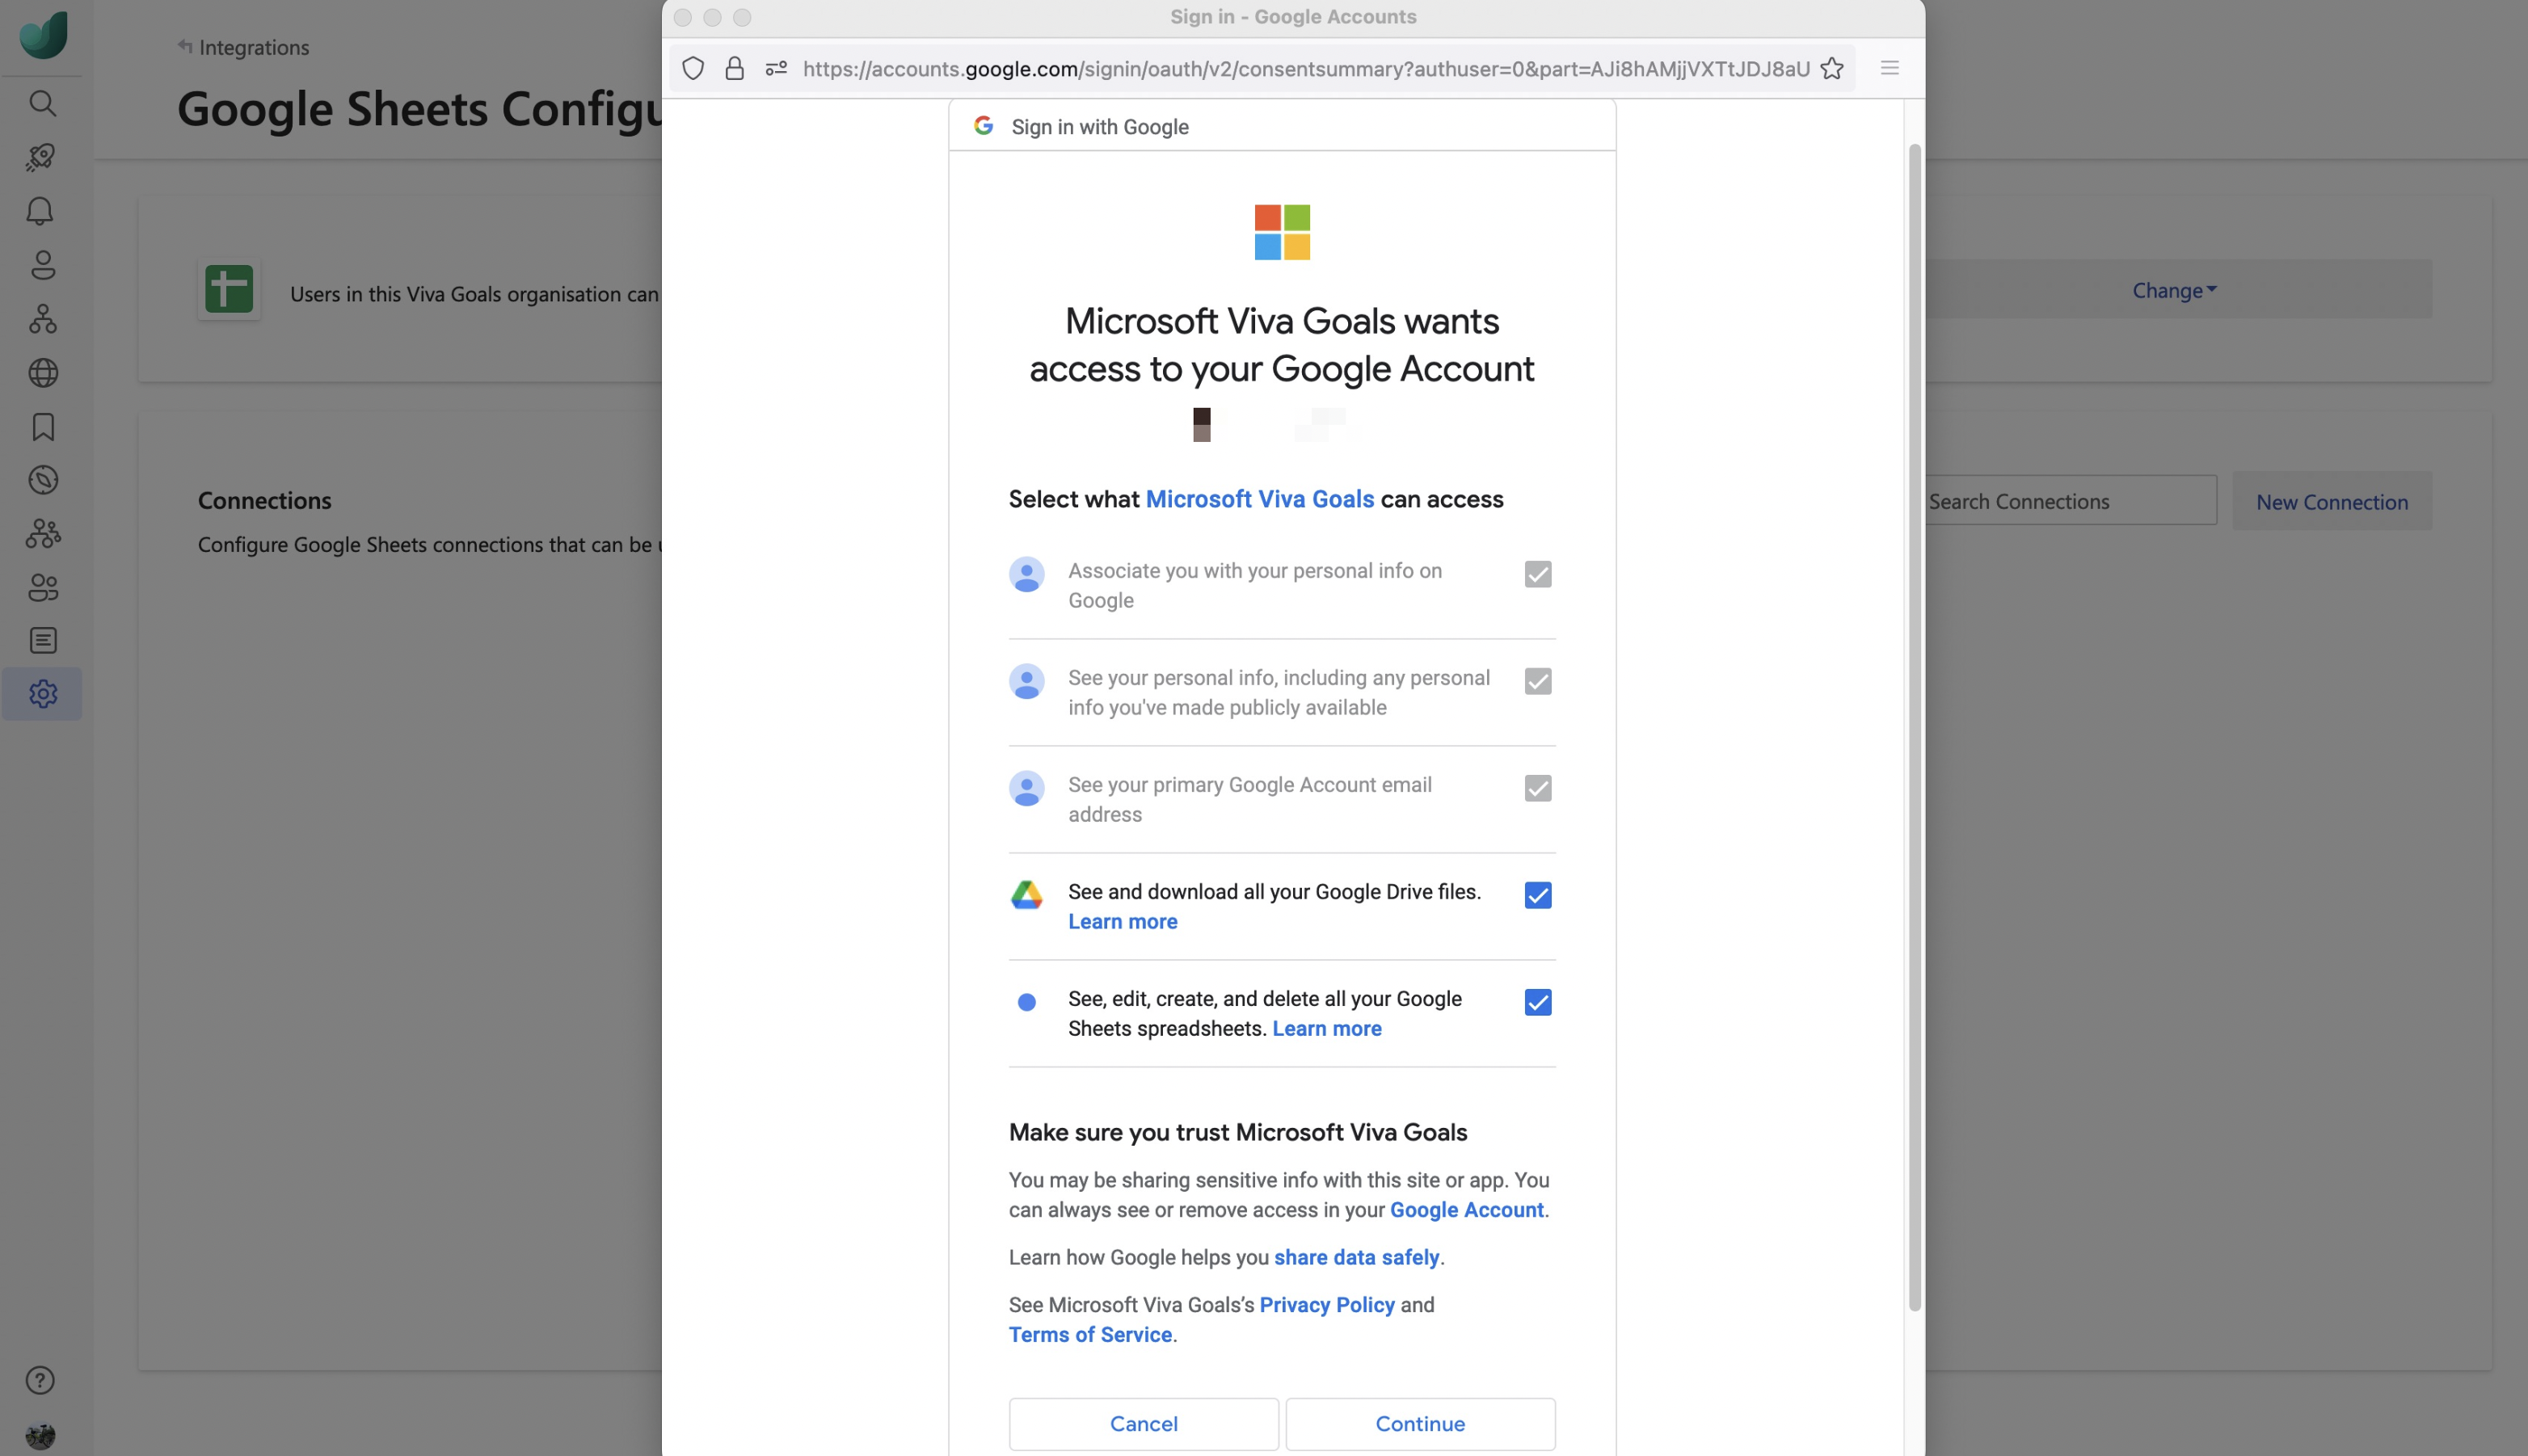 Integrations
Google Sheets Configu
Users in this Viva Goals organisation can
Change
Connections
Configure Google Sheets connections that can be
Search Connections
New Connection
Sign in - Google Accounts
https://accounts.google.com/signin/oauth/v2/consentsummary?authuser=0&part=AJi8hAMjjVXTtJDJ8aU
Sign in with Google
Microsoft Viva Goals wants
access to your Google Account
Select what Microsoft Viva Goals can access
Associate you with your personal info on
Google
See your personal info, including any personal
info you've made publicly available
See your primary Google Account email
address
See and download all your Google Drive files.
Learn more
See, edit, create, and delete all your Google
Sheets spreadsheets. Learn more
Make sure you trust Microsoft Viva Goals
You may be sharing sensitive info with this site or app. You
can always see or remove access in your Google Account.
Learn how Google helps you share data safely.
See Microsoft Viva Goals’s Privacy Policy and
Terms of Service.
Cancel
Continue